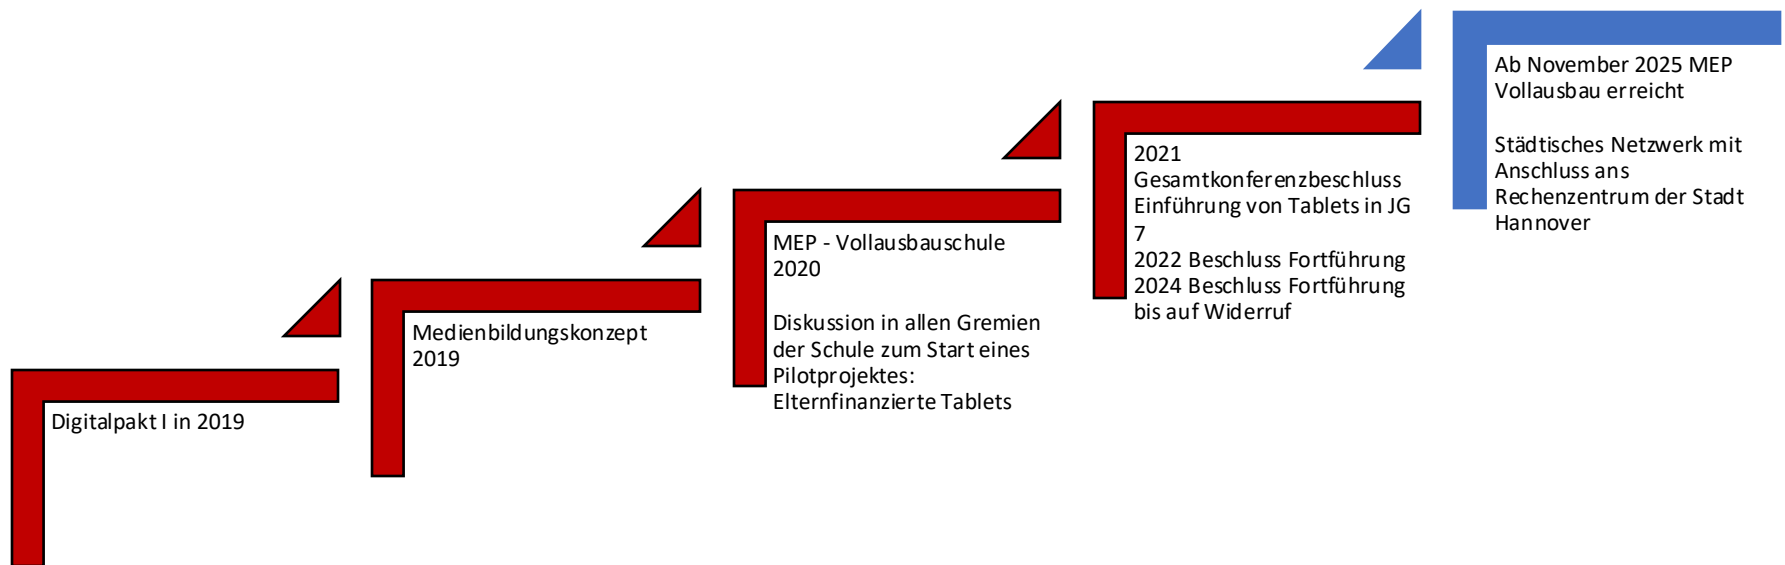 Digitalpakt I in 2019
Medienbildungskonzept
2019
MEP - Vollausbauschule
2020
Diskussion in allen Gremien
der Schule zum Start eines
Pilotprojektes:
Elternfinanzierte Tablets
2021
Gesamtkonferenzbeschluss
Einführung von Tablets in JG
7
2022 Beschluss Fortführung
2024 Beschluss Fortführung
bis auf Widerruf
Ab November 2025 MEP
Vollausbau erreicht
Städtisches Netzwerk mit
Anschluss ans
Rechenzentrum der Stadt
Hannover